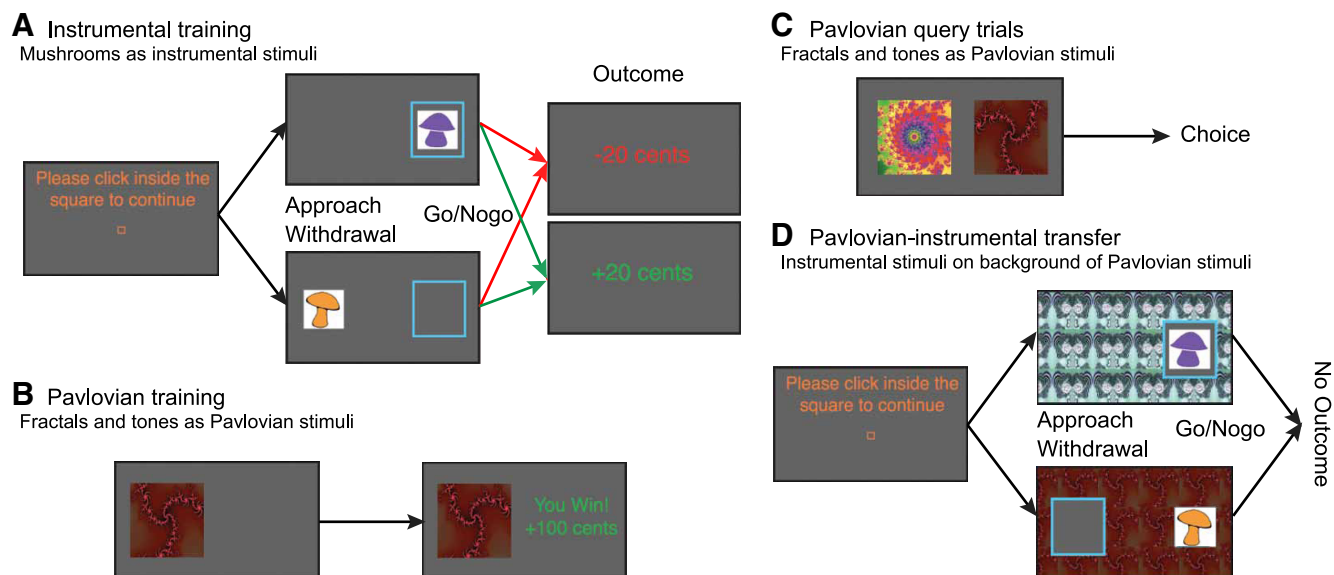 A Instrumental training
Mushrooms as instrumental stimuli
Outcome
Please click inside the
square to continue
Approach
Withdrawal
Go/Nogo
-20 cents
+20 cents
B Pavlovian training
Fractals and tones as Pavlovian stimuli
You Win!
+100 cents
C Pavlovian query trials
Fractals and tones as Pavlovian stimuli
Choice
D Pavlovian-instrumental transfer
Instrumental stimuli on background of Pavlovian stimuli
Please click inside the
square to continue
Approach
Withdrawal
Go/Nogo
No Outcome